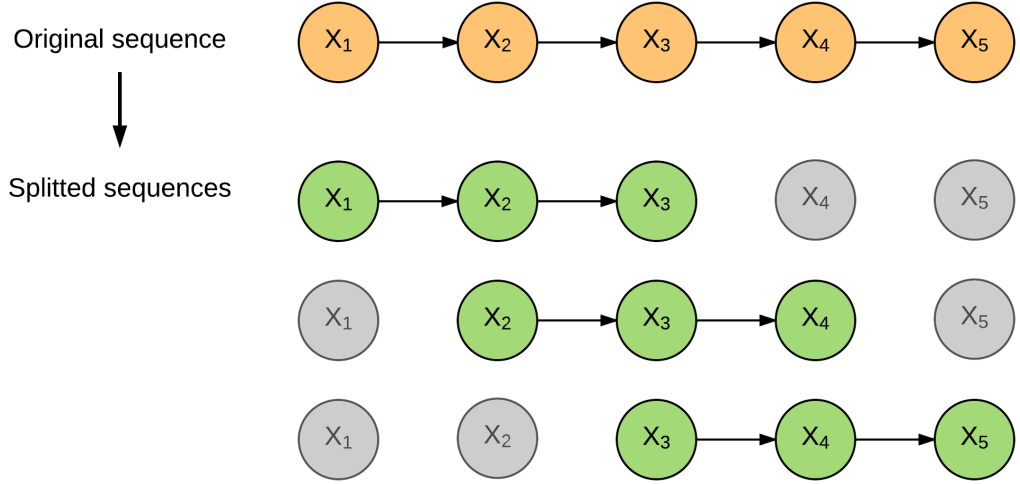 Original sequence X₁ X₂ X₃ X₄ X₅
Splitted sequences X₁ X₂ X₃ X₄ X₅
X₁ X₂ X₃ X₄ X₅
X₁ X₂ X₃ X₄ X₅